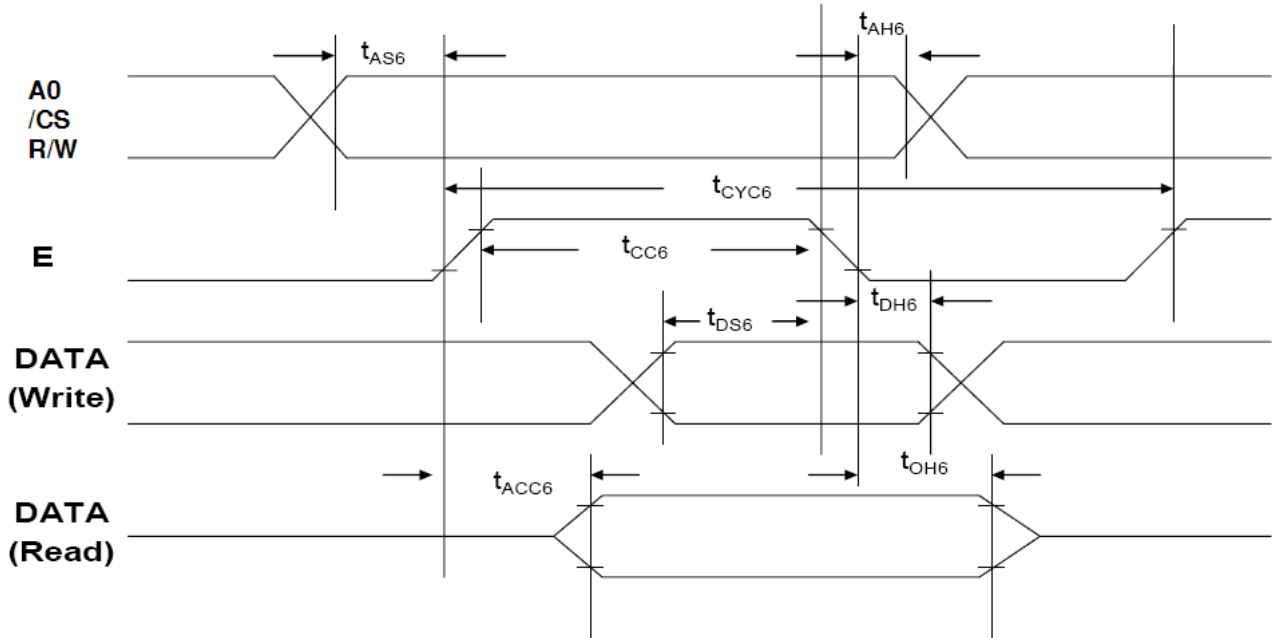 tAS6
tAH6
A0
/CS
R/W
tCYC6
E
tCC6
tDS6
tDH6
DATA
(Write)
tACC6
tOH6
DATA
(Read)